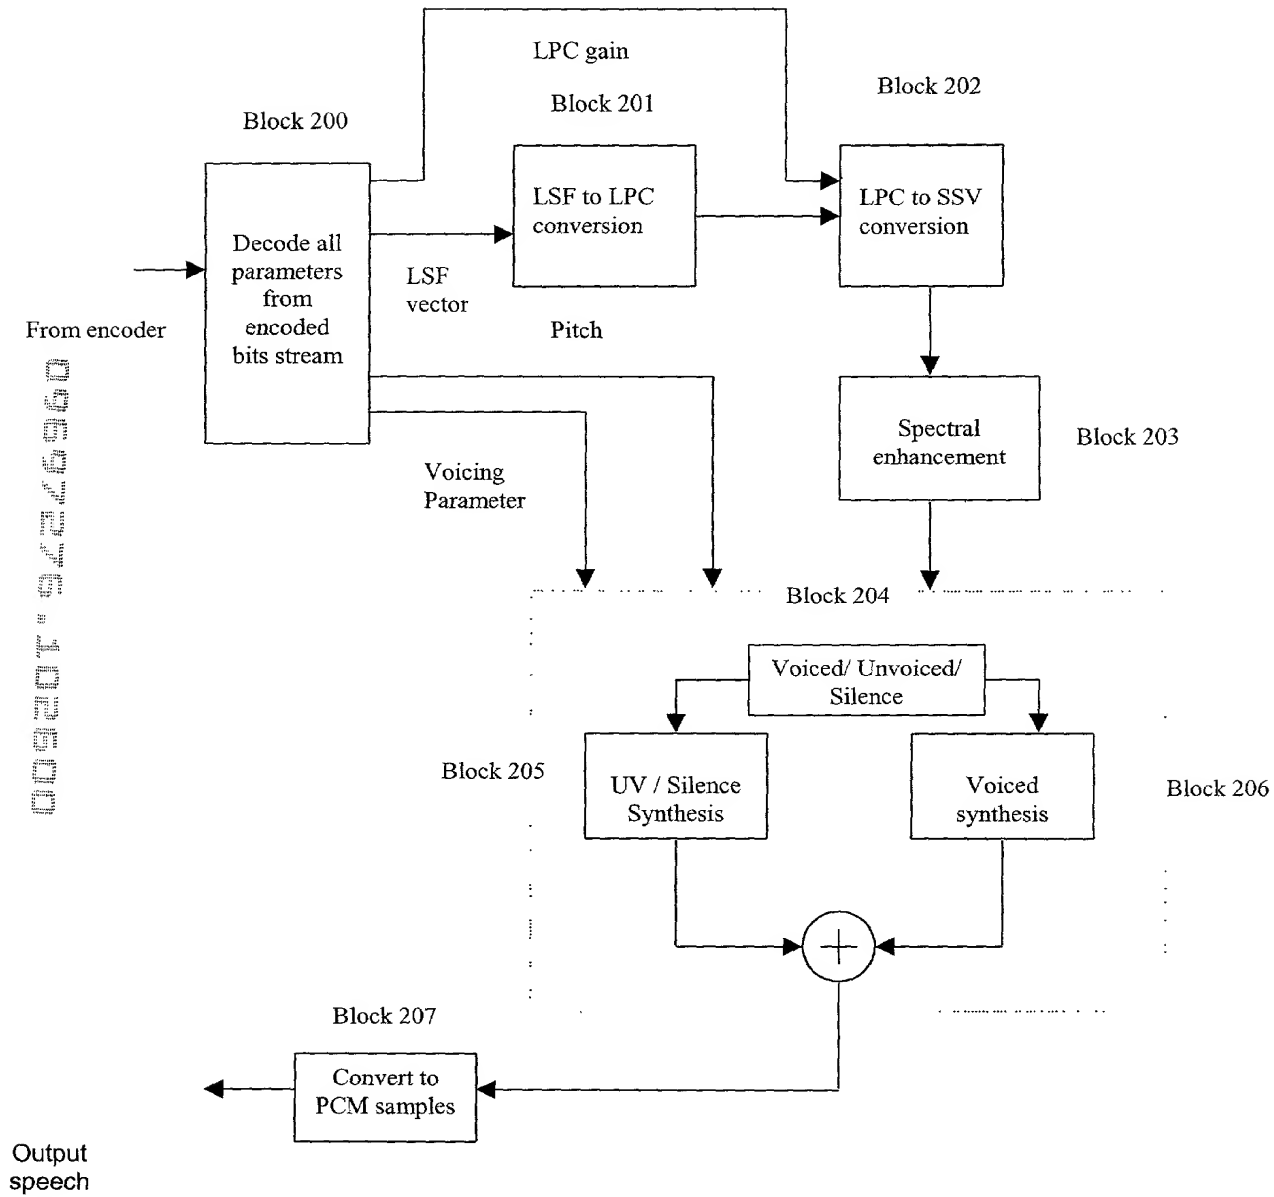 LPC gain
Block 202
Block 201
Block 200
LSF to LPC
conversion
LPC to SSV
conversion
Decode all
parameters
from
encoded
bits stream
LSF
vector
From encoder
Pitch
09697276.102600
Spectral
enhancement
Block 203
Voicing
Parameter
Block 204
Voiced/ Unvoiced/
Silence
Block 205
UV / Silence
Synthesis
Voiced
synthesis
Block 206
+
Block 207
Convert to
PCM samples
Output
speech